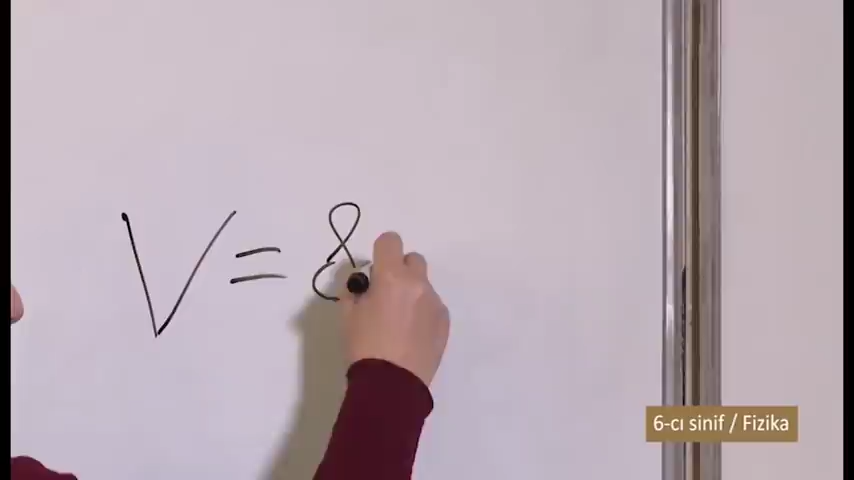 V = 8
6-cı sinif / Fizika